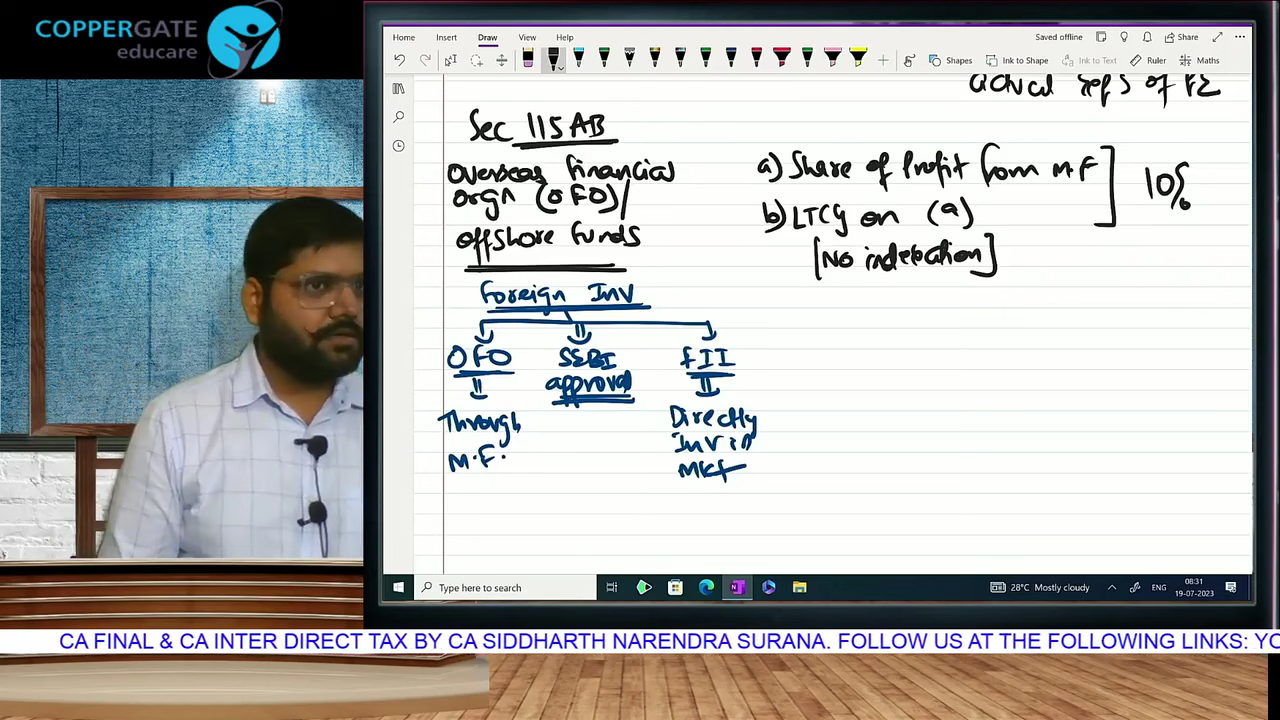 COPPERGATE
educare
Home Insert Draw View Help
Saved offline
Share
Shapes
Ink to Shape
Ink to Text
Ruler
Maths
actual exps of FE
Sec 115AB
overseas financial
orgn (OFO)/
offshore funds
a) Share of Profit from M.F
b) LTCG on (a)
[No indexation]
10%
Foreign Inv
OFO
SEBI
approval
FII
Through
M.F.
Directly
Inv in
Mkt
Type here to search
28°C Mostly cloudy
ENG
08:31
19-07-2023
CA FINAL & CA INTER DIRECT TAX BY CA SIDDHARTH NARENDRA SURANA. FOLLOW US AT THE FOLLOWING LINKS: YO